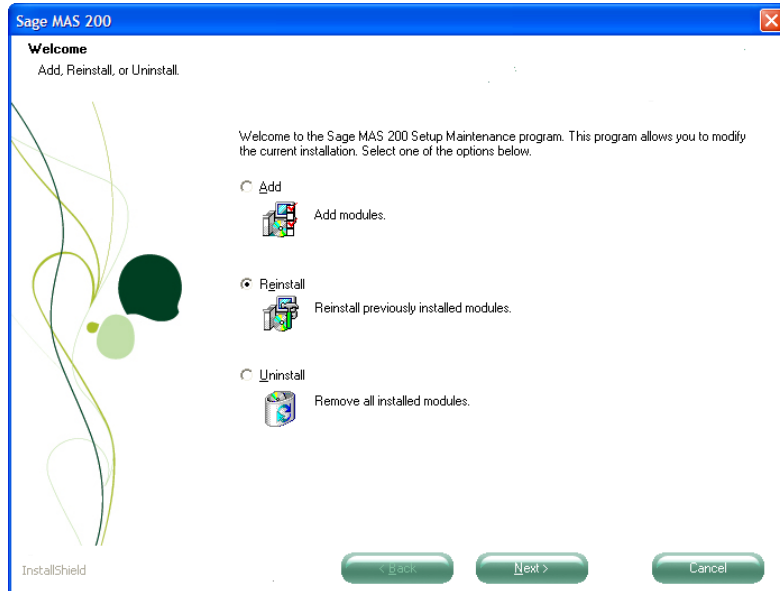 Sage MAS 200
Welcome
Add, Reinstall, or Uninstall.
Welcome to the Sage MAS 200 Setup Maintenance program. This program allows you to modify
the current installation. Select one of the options below.
Add
Add modules.
Reinstall
Reinstall previously installed modules.
Uninstall
Remove all installed modules.
InstallShield
< Back
Next >
Cancel